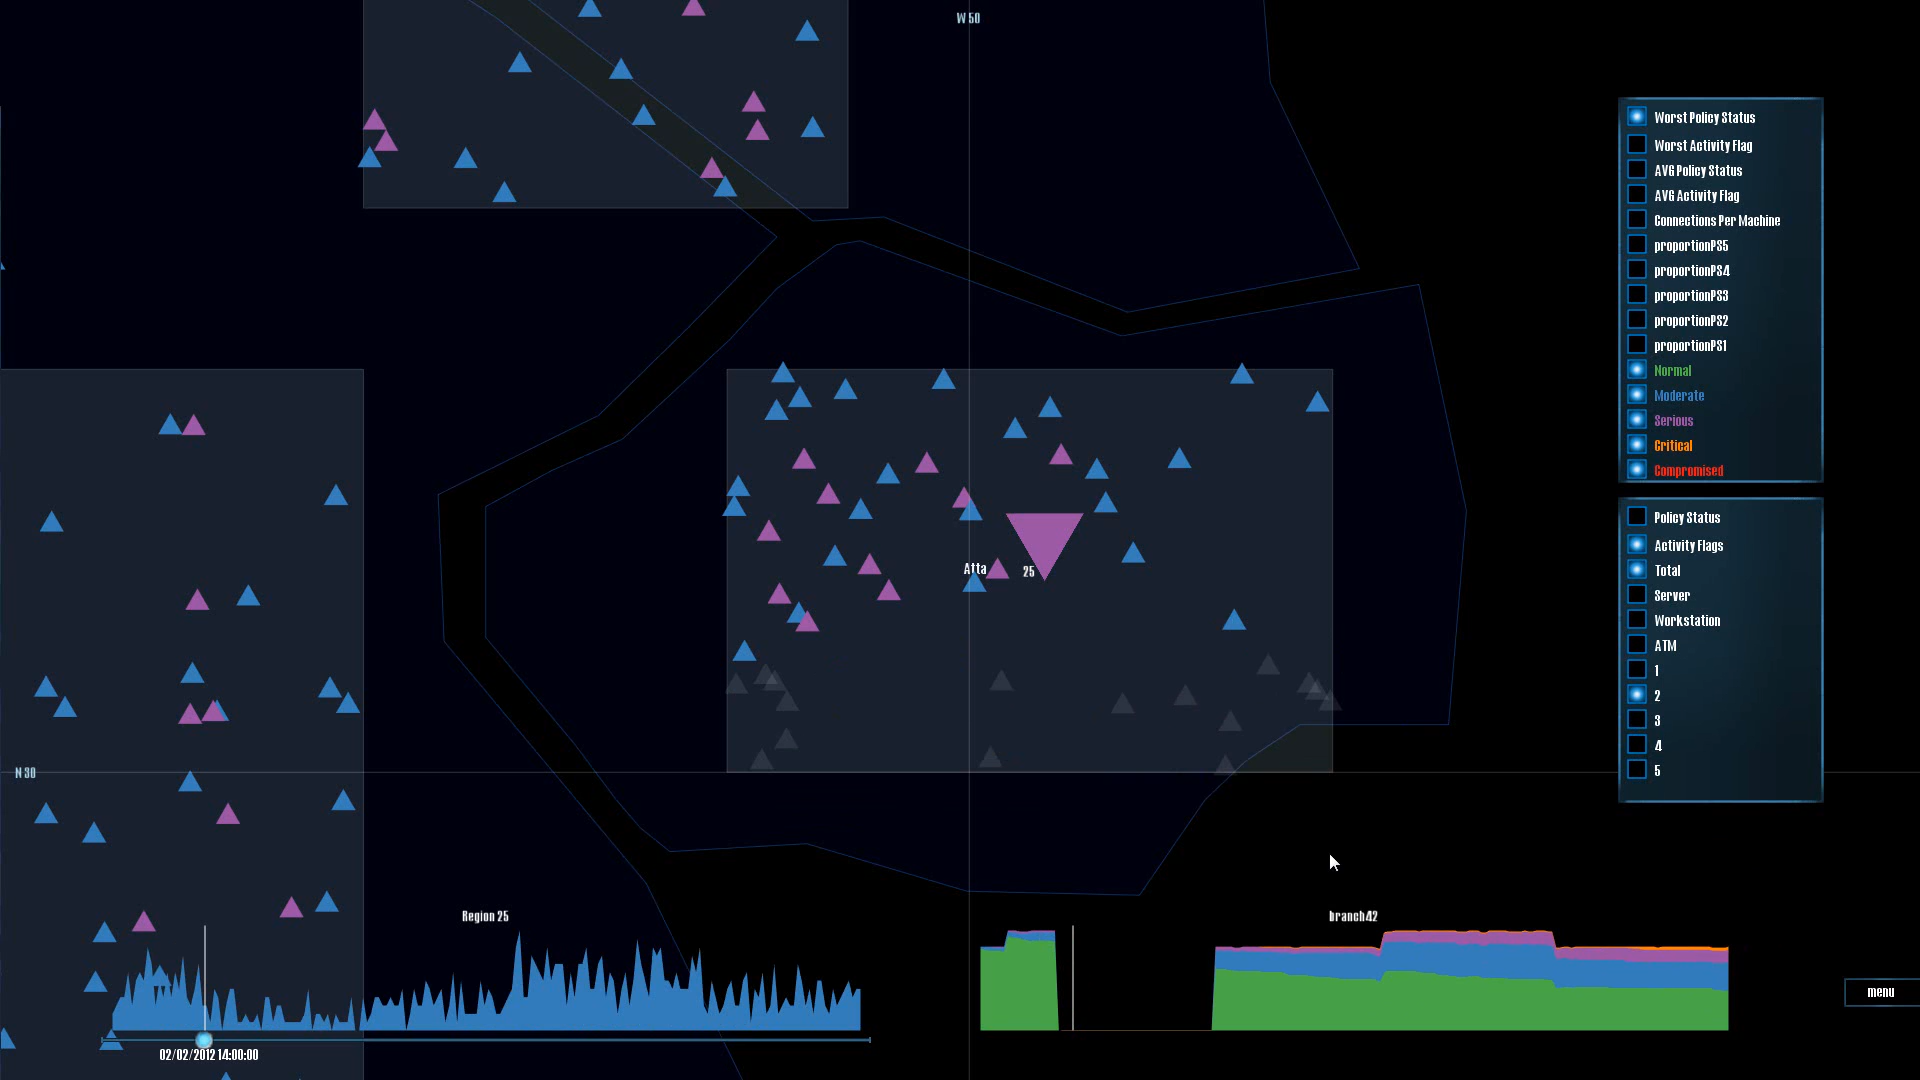 W 50
Worst Policy Status
Worst Activity Flag
AVG Policy Status
AVG Activity Flag
Connections Per Machine
proportionPS5
proportionPS4
proportionPS3
proportionPS2
proportionPS1
Normal
Moderate
Serious
Critical
Compromised
Policy Status
Activity Flags
Total
Server
Workstation
ATM
1
2
3
4
5
Atta
25
N 30
Region 25
branch42
menu
02/02/2012 14:00:00